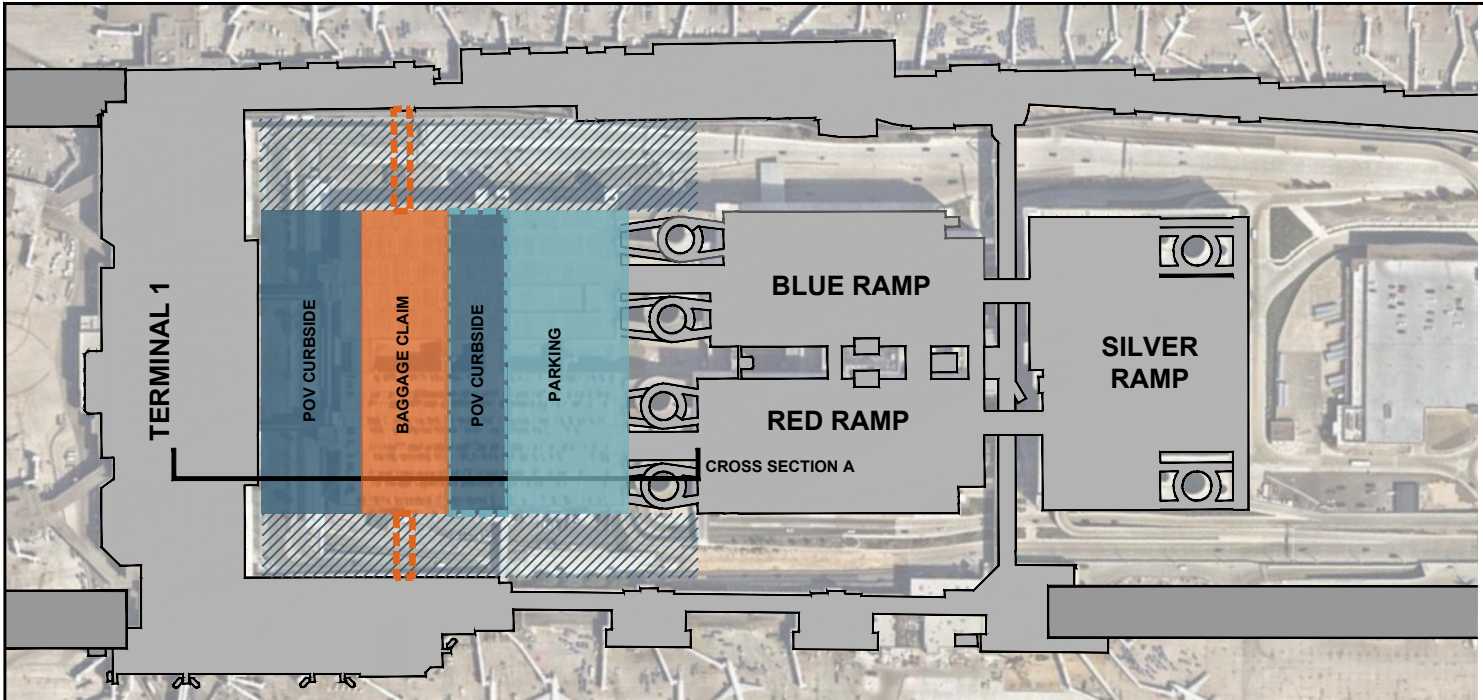 TERMINAL 1
POV CURBSIDE
BAGGAGE CLAIM
POV CURBSIDE
PARKING
BLUE RAMP
RED RAMP
SILVER
RAMP
CROSS SECTION A